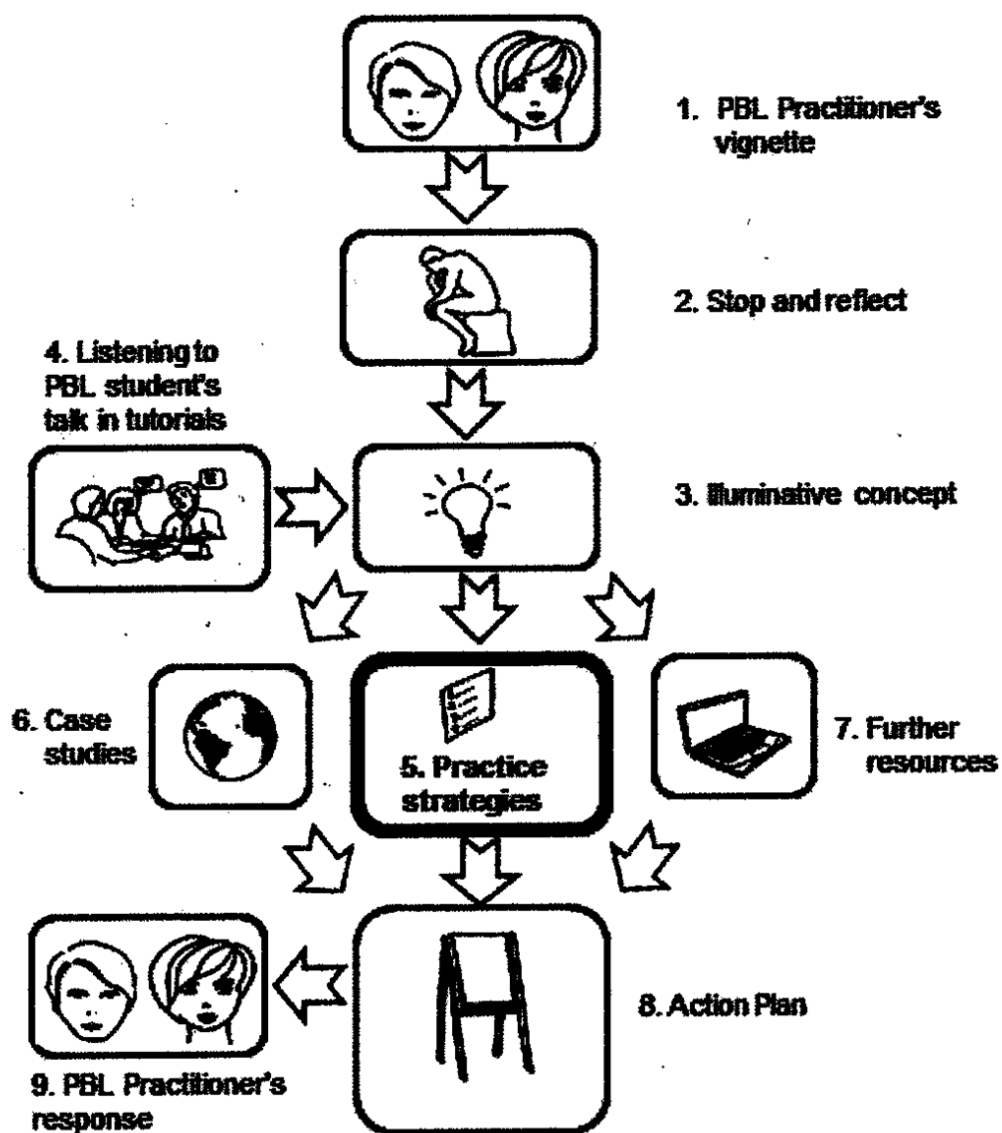 1. PBL Practitioner's
vignette
2. Stop and reflect
4. Listening to
PBL student's
talk in tutorials
3. Illuminative concept
6. Case
studies
5. Practice
strategies
7. Further
resources
8. Action Plan
9. PBL Practitioner's
response